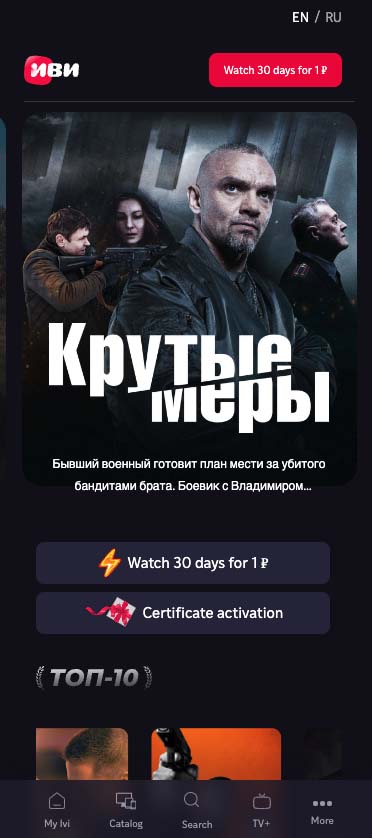 EN / RU
иви
Watch 30 days for 1 ₽
Крутые
меры
Бывший военный готовит план мести за убитого
бандитами брата. Боевик с Владимиром...
Watch 30 days for 1 ₽
Certificate activation
ТОП-10
My Ivi
Catalog
Search
TV+
More